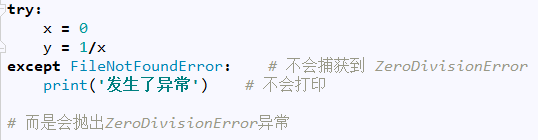 try:
    x = 0
    y = 1/x
except FileNotFoundError:    # 不会捕获到 ZeroDivisionError
    print('发生了异常')    # 不会打印
# 而是会抛出ZeroDivisionError异常